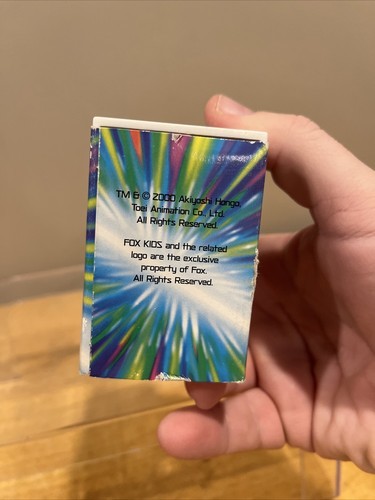 TM & © 2000 Akiyoshi Hongo,
Toei Animation Co., Ltd.
All Rights Reserved.
FOX KIDS and the related
logo are the exclusive
property of Fox.
All Rights Reserved.